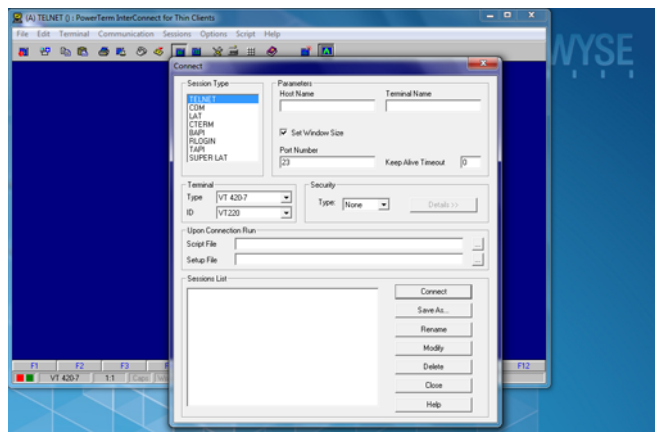 (A) TELNET () : PowerTerm InterConnect for Thin Clients
File Edit Terminal Communication Sessions Options Script Help
WYSE
Connect
Session Type
TELNET
COM
LAT
CTERM
BAPI
RLOGIN
TAPI
SUPER LAT
Parameters
Host Name Terminal Name
Set Window Size
Port Number
23 Keep Alive Timeout 0
Terminal
Type VT 420-7
ID VT220
Security
Type: None Details >>
Upon Connection Run
Script File ...
Setup File ...
Sessions List
Connect
Save As...
Rename
Modify
Delete
Close
Help
F1 F2 F3 F12
VT 420-7 1:1 Caps